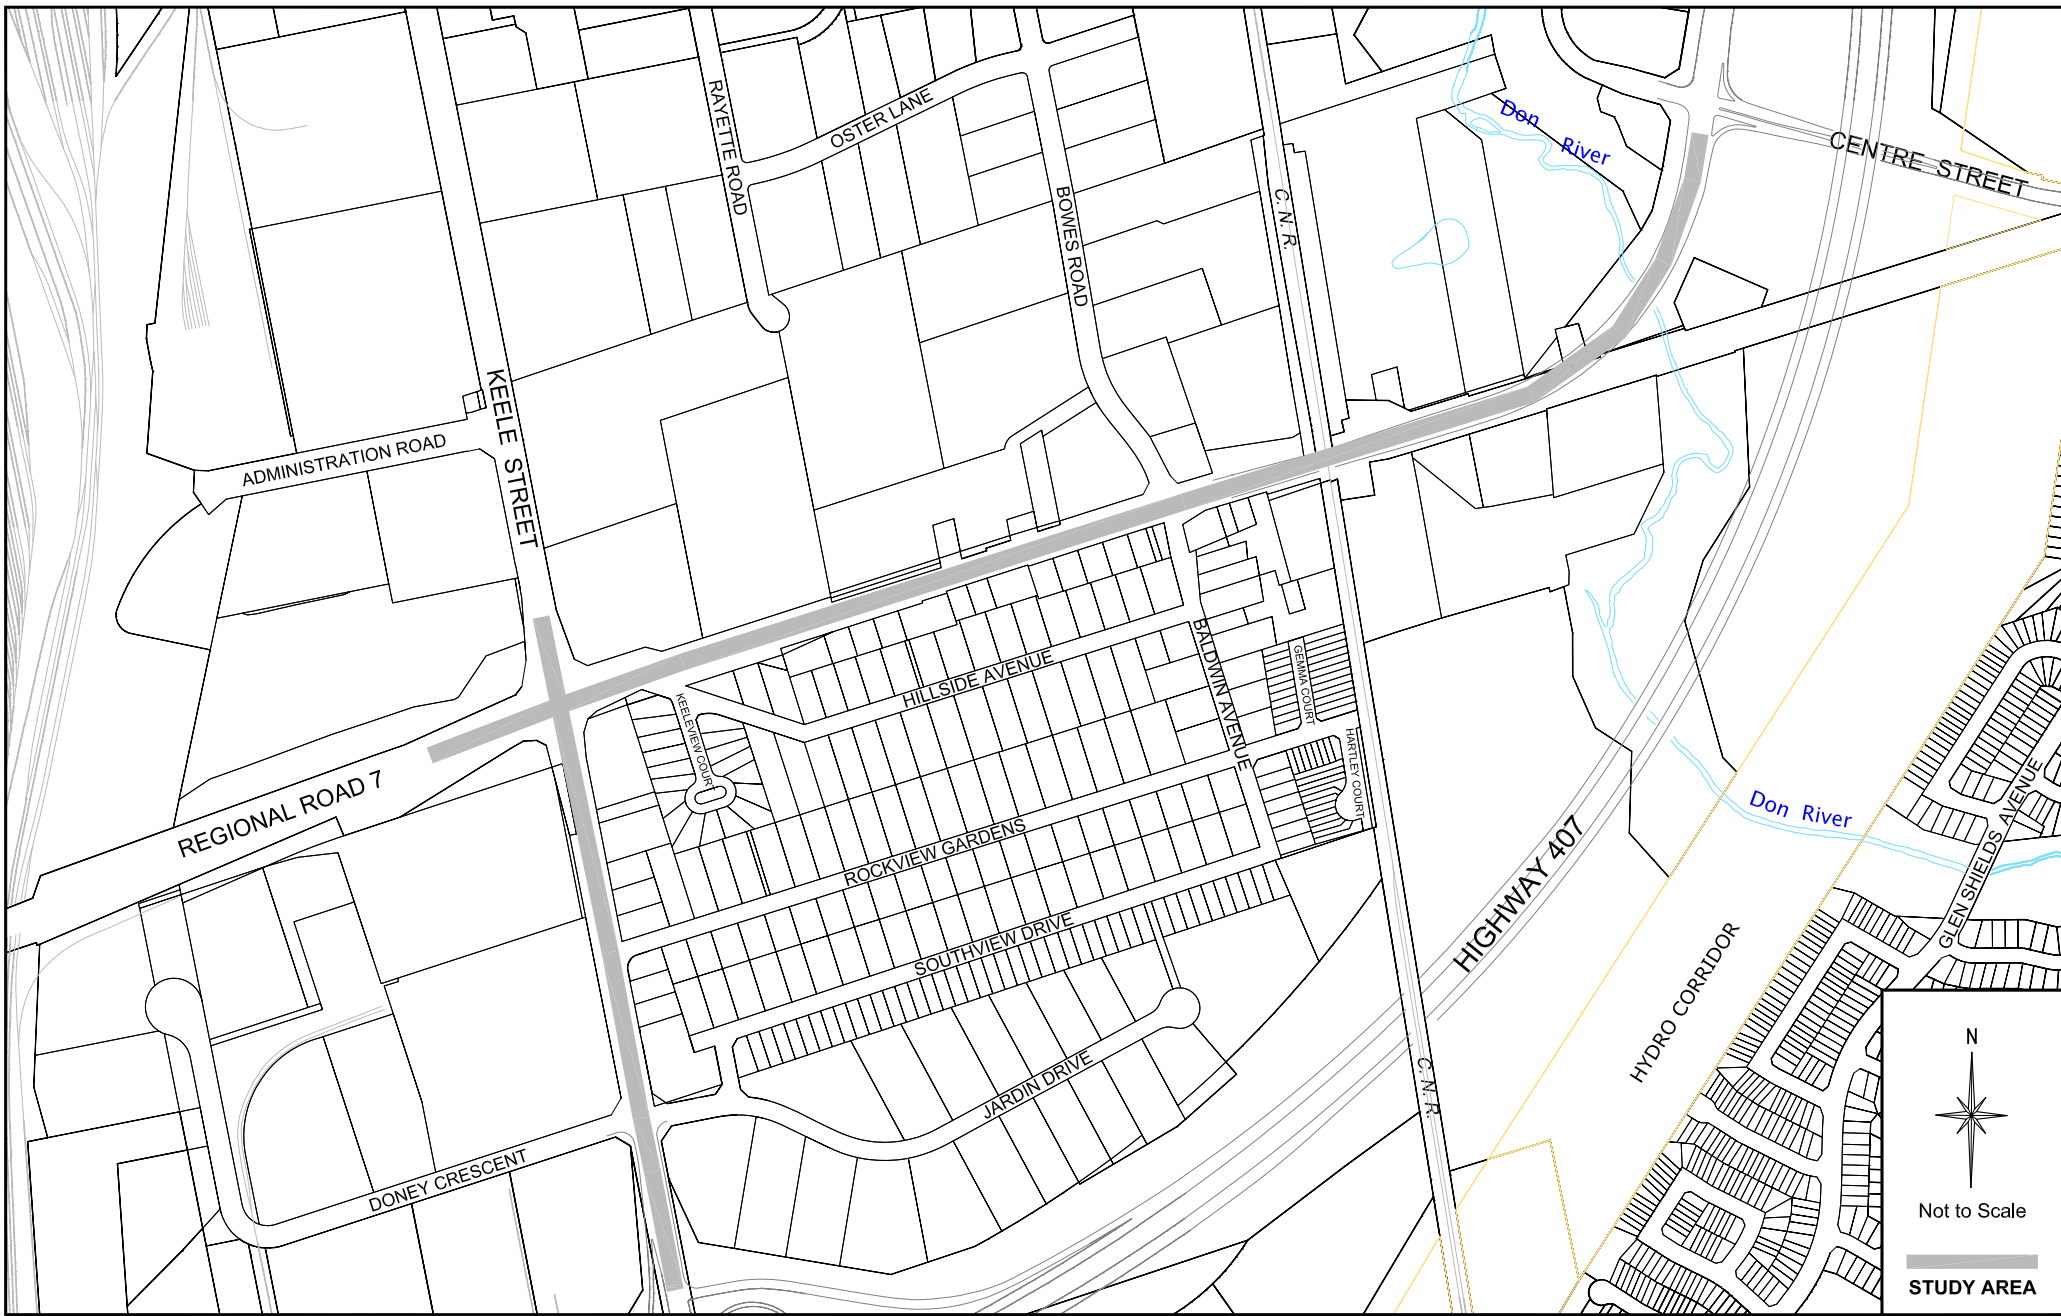 RAYETTE ROAD
OSTER LANE
Don River
CENTRE STREET
BOWES ROAD
C. N. R.
KEELE STREET
ADMINISTRATION ROAD
BALDWIN AVENUE
HILLSIDE AVENUE
GEMMA COURT
KEELEVIEW COURT
HARTLEY COURT
REGIONAL ROAD 7
Don River
GLEN SHIELDS AVENUE
ROCKVIEW GARDENS
HIGHWAY 407
SOUTHVIEW DRIVE
HYDRO CORRIDOR
JARDIN DRIVE
C. N. R.
DONEY CRESCENT
N
Not to Scale
STUDY AREA